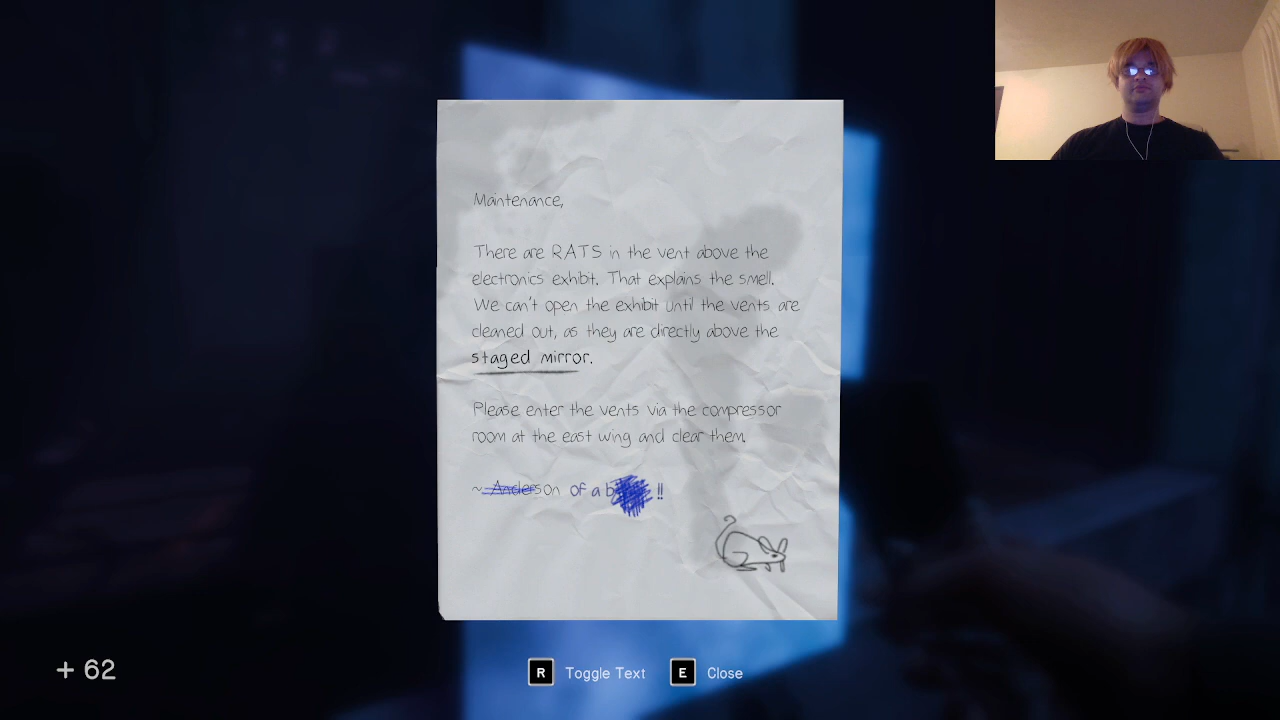 Maintenance,
There are RATS in the vent above the
electronics exhibit. That explains the smell.
We can't open the exhibit until the vents are
cleaned out, as they are directly above the
staged mirror.
Please enter the vents via the compressor
room at the east wing and clear them.
~ Anderson of a b !!
+ 62
R Toggle Text E Close